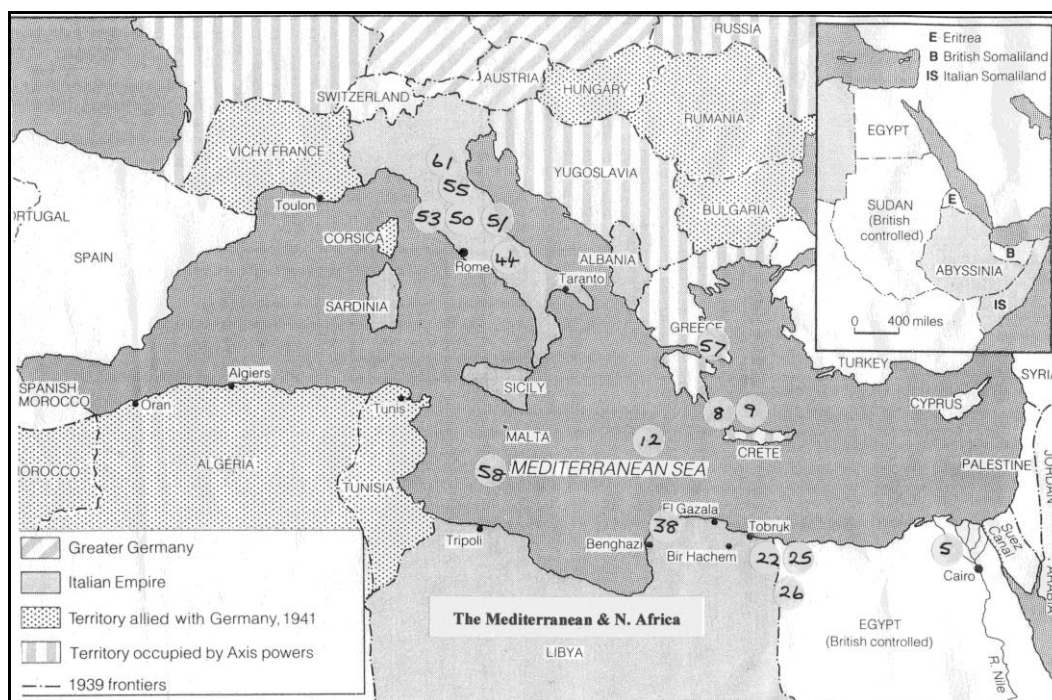 RUSSIA
E Eritrea
B British Somaliland
IS Italian Somaliland
AUSTRIA
SWITZERLAND
HUNGARY
RUMANIA
VICHY FRANCE
61
YUGOSLAVIA
EGYPT
55
Toulon
BULGARIA
SUDAN
(British
controlled)
E
ORTUGAL
53 50 51
CORSICA
SPAIN
Rome
44
ALBANIA
B
ABYSSINIA
Taranto
IS
SARDINIA
0 400 miles
GREECE
57
TURKEY
SYRI
Algiers
SICILY
SPANISH
MOROCCO
Oran
Tunis
CYPRUS
8 9
MALTA
12
CRETE
OROCCO
ALGERIA
58
MEDITERRANEAN SEA
PALESTINE
JORDAN
TUNISIA
El Gazala
38
Tobruk
Suez
Canal
Tripoli
Benghazi
Bir Hachem
22 25
5
Cairo
26
Greater Germany
Italian Empire
Territory allied with Germany, 1941
Territory occupied by Axis powers
1939 frontiers
The Mediterranean & N. Africa
EGYPT
(British controlled)
LIBYA
R. Nile